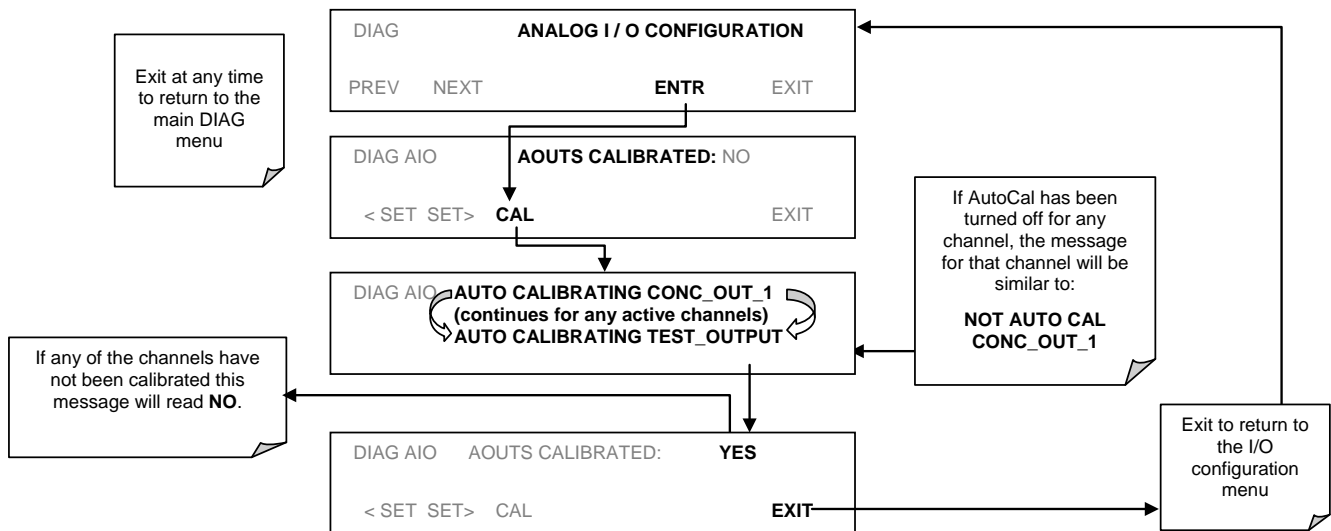 DIAG ANALOG I / O CONFIGURATION
PREV NEXT ENTR EXIT
Exit at any time
to return to the
main DIAG
menu
DIAG AIO AOUTS CALIBRATED: NO
< SET SET> CAL EXIT
If AutoCal has been
turned off for any
channel, the message
for that channel will be
similar to:
NOT AUTO CAL
CONC_OUT_1
DIAG AIO AUTO CALIBRATING CONC_OUT_1
(continues for any active channels)
AUTO CALIBRATING TEST_OUTPUT
If any of the channels have
not been calibrated this
message will read NO.
DIAG AIO AOUTS CALIBRATED: YES
< SET SET> CAL EXIT
Exit to return to
the I/O
configuration
menu